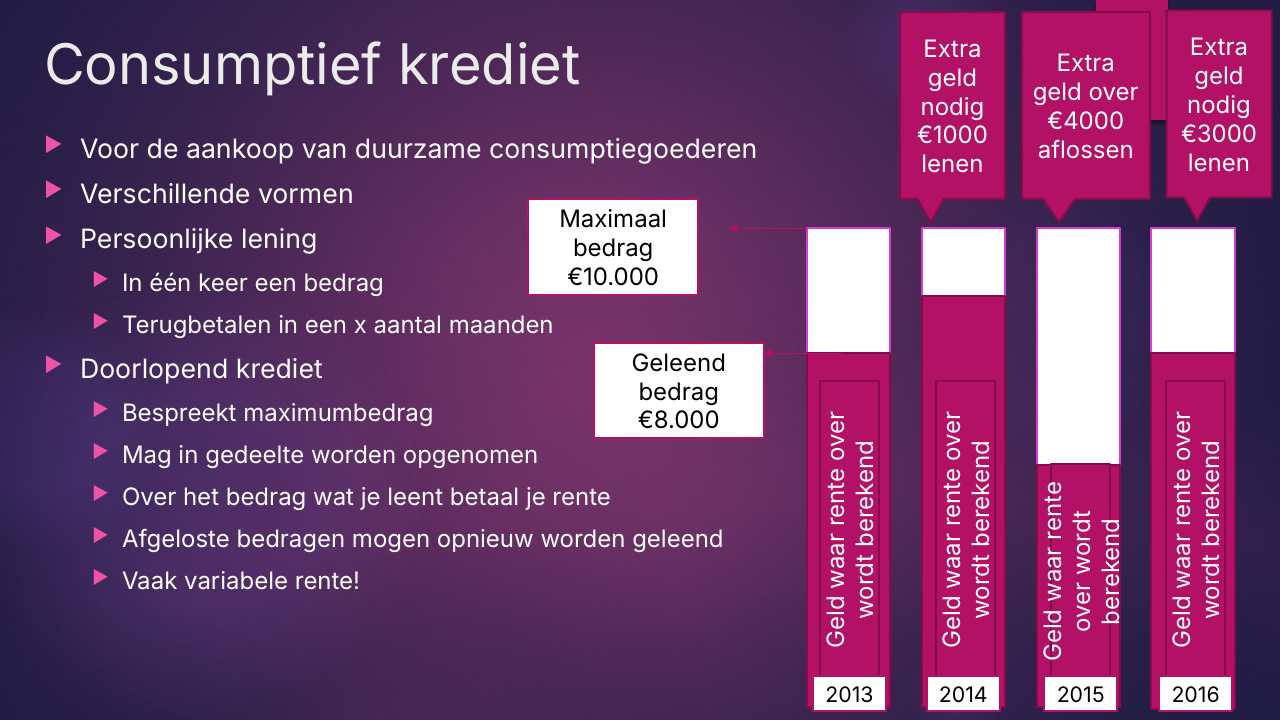 Consumptief krediet
Voor de aankoop van duurzame consumptiegoederen
Verschillende vormen
Persoonlijke lening
In één keer een bedrag
Terugbetalen in een x aantal maanden
Doorlopend krediet
Bespreekt maximumbedrag
Mag in gedeelte worden opgenomen
Over het bedrag wat je leent betaal je rente
Afgeloste bedragen mogen opnieuw worden geleend
Vaak variabele rente!
Maximaal
bedrag
€10.000
Geleend
bedrag
€8.000
Extra
geld
nodig
€1000
lenen
Extra
geld over
€4000
aflossen
Extra
geld
nodig
€3000
lenen
Geld waar rente over
wordt berekend
2013
Geld waar rente over
wordt berekend
2014
Geld waar rente
over wordt
berekend
2015
Geld waar rente over
wordt berekend
2016